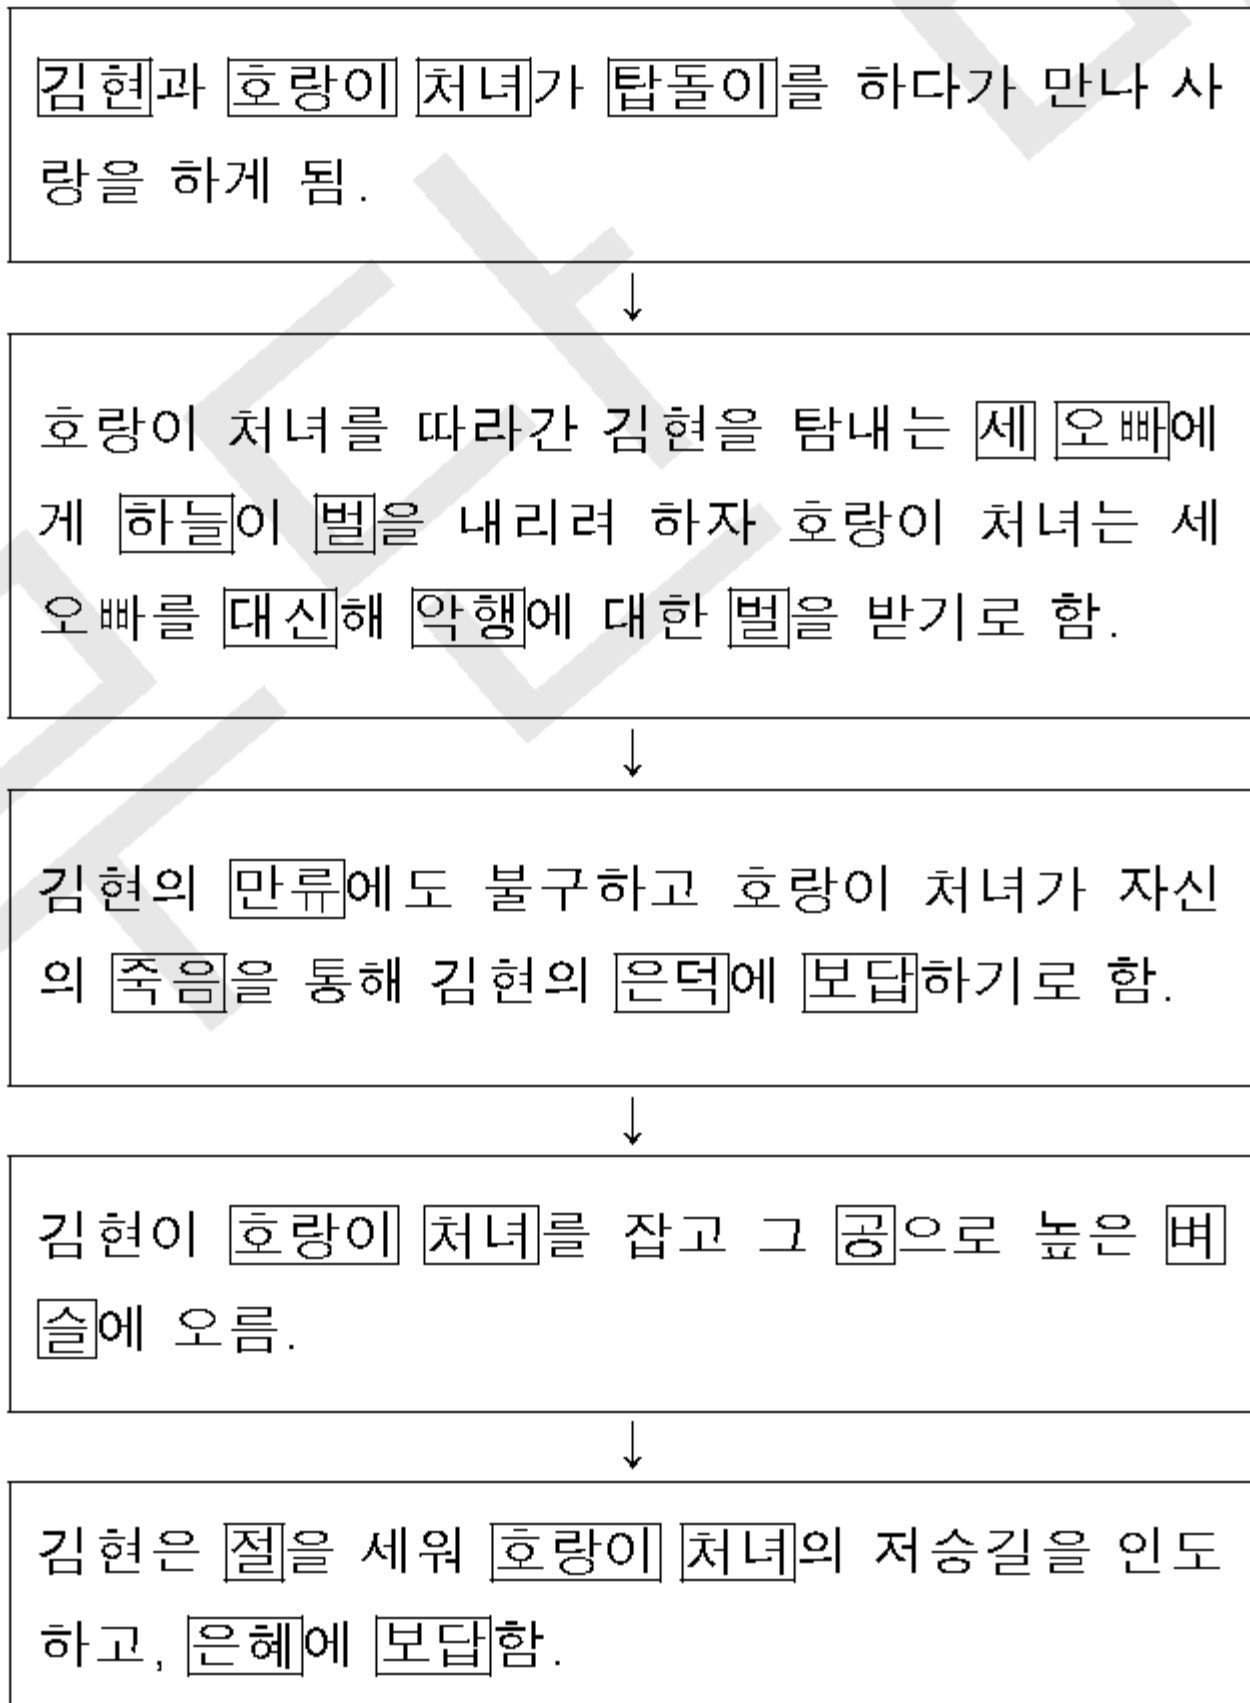 김현과 호랑이 처녀가 탑돌이를 하다가 만나 사
랑을 하게 됨.
↓
호랑이 처녀를 따라간 김현을 탐내는 세 오빠에
게 하늘이 벌을 내리려 하자 호랑이 처녀는 세
오빠를 대신해 악행에 대한 벌을 받기로 함.
↓
김현의 만류에도 불구하고 호랑이 처녀가 자신
의 죽음을 통해 김현의 은덕에 보답하기로 함.
↓
김현이 호랑이 처녀를 잡고 그 공으로 높은 벼
슬에 오름.
↓
김현은 절을 세워 호랑이 처녀의 저승길을 인도
하고, 은혜에 보답함.